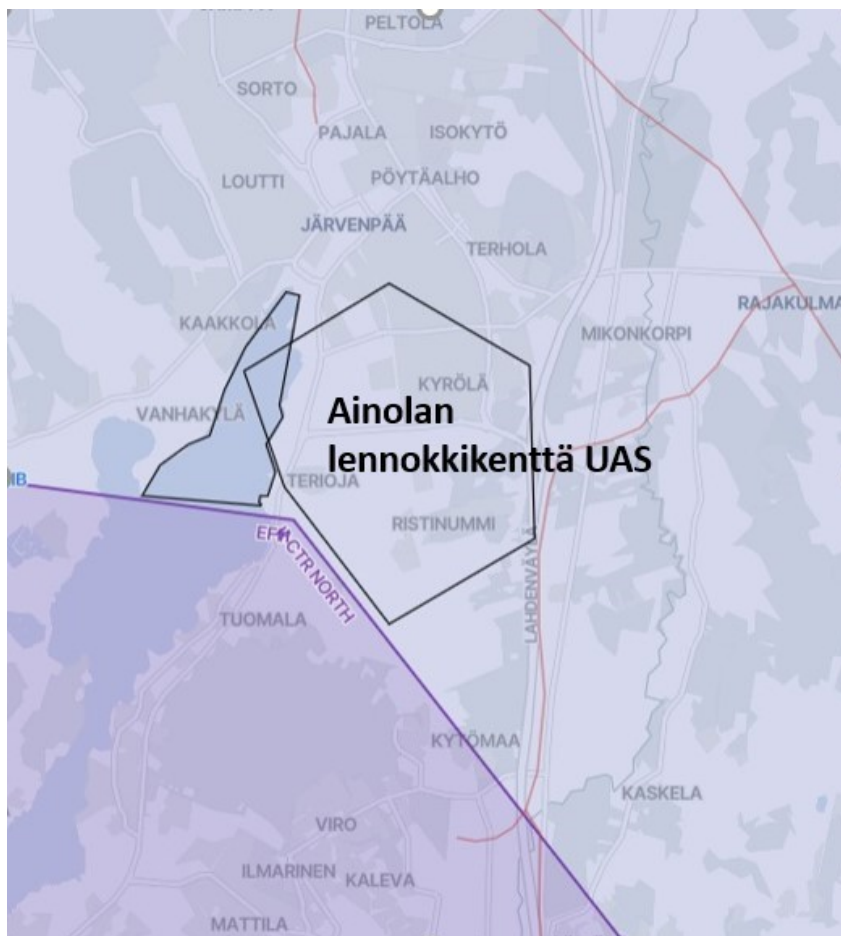 PELTOLA
SORTO
PAJALA
ISOKYTÖ
LOUTTI
PÖYTÄALHO
JÄRVENPÄÄ
TERHOLA
RAJAKULMA
KAAKKOLA
MIKONKORPI
KYRÖLÄ
VANHAKYLÄ
Ainolan
lennokkikenttä UAS
TERIOJA
RISTINUMMI
CTR NORTH
LAHDENVÄYLÄ
TUOMALA
KYTÖMAA
KASKELA
VIRO
ILMARINEN
KALEVA
MATTILA